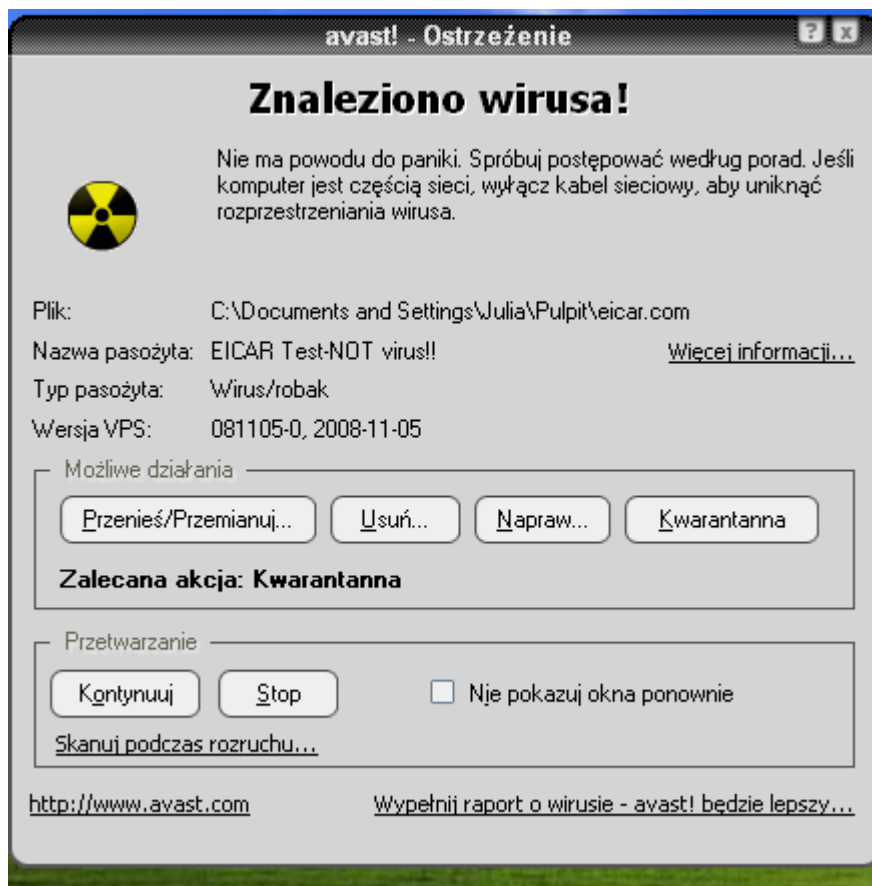 avast! - Ostrzeżenie
Znaleziono wirusa!
Nie ma powodu do paniki. Spróbuj postępować według porad. Jeśli
komputer jest częścią sieci, wyłącz kabel sieciowy, aby uniknąć
rozprzestrzeniania wirusa.
Plik: C:\Documents and Settings\Julia\Pulpit\eicar.com
Nazwa pasożyta: EICAR Test-NOT virus!! Więcej informacji...
Typ pasożyta: Wirus/robak
Wersja VPS: 081105-0, 2008-11-05
Możliwe działania
Przenieś/Przemianuj... Usuń... Napraw... Kwarantanna
Zalecana akcja: Kwarantanna
Przetwarzanie
Kontynuuj Stop Nie pokazuj okna ponownie
Skanuj podczas rozruchu...
http://www.avast.com Wypełnij raport o wirusie - avast! będzie lepszy...